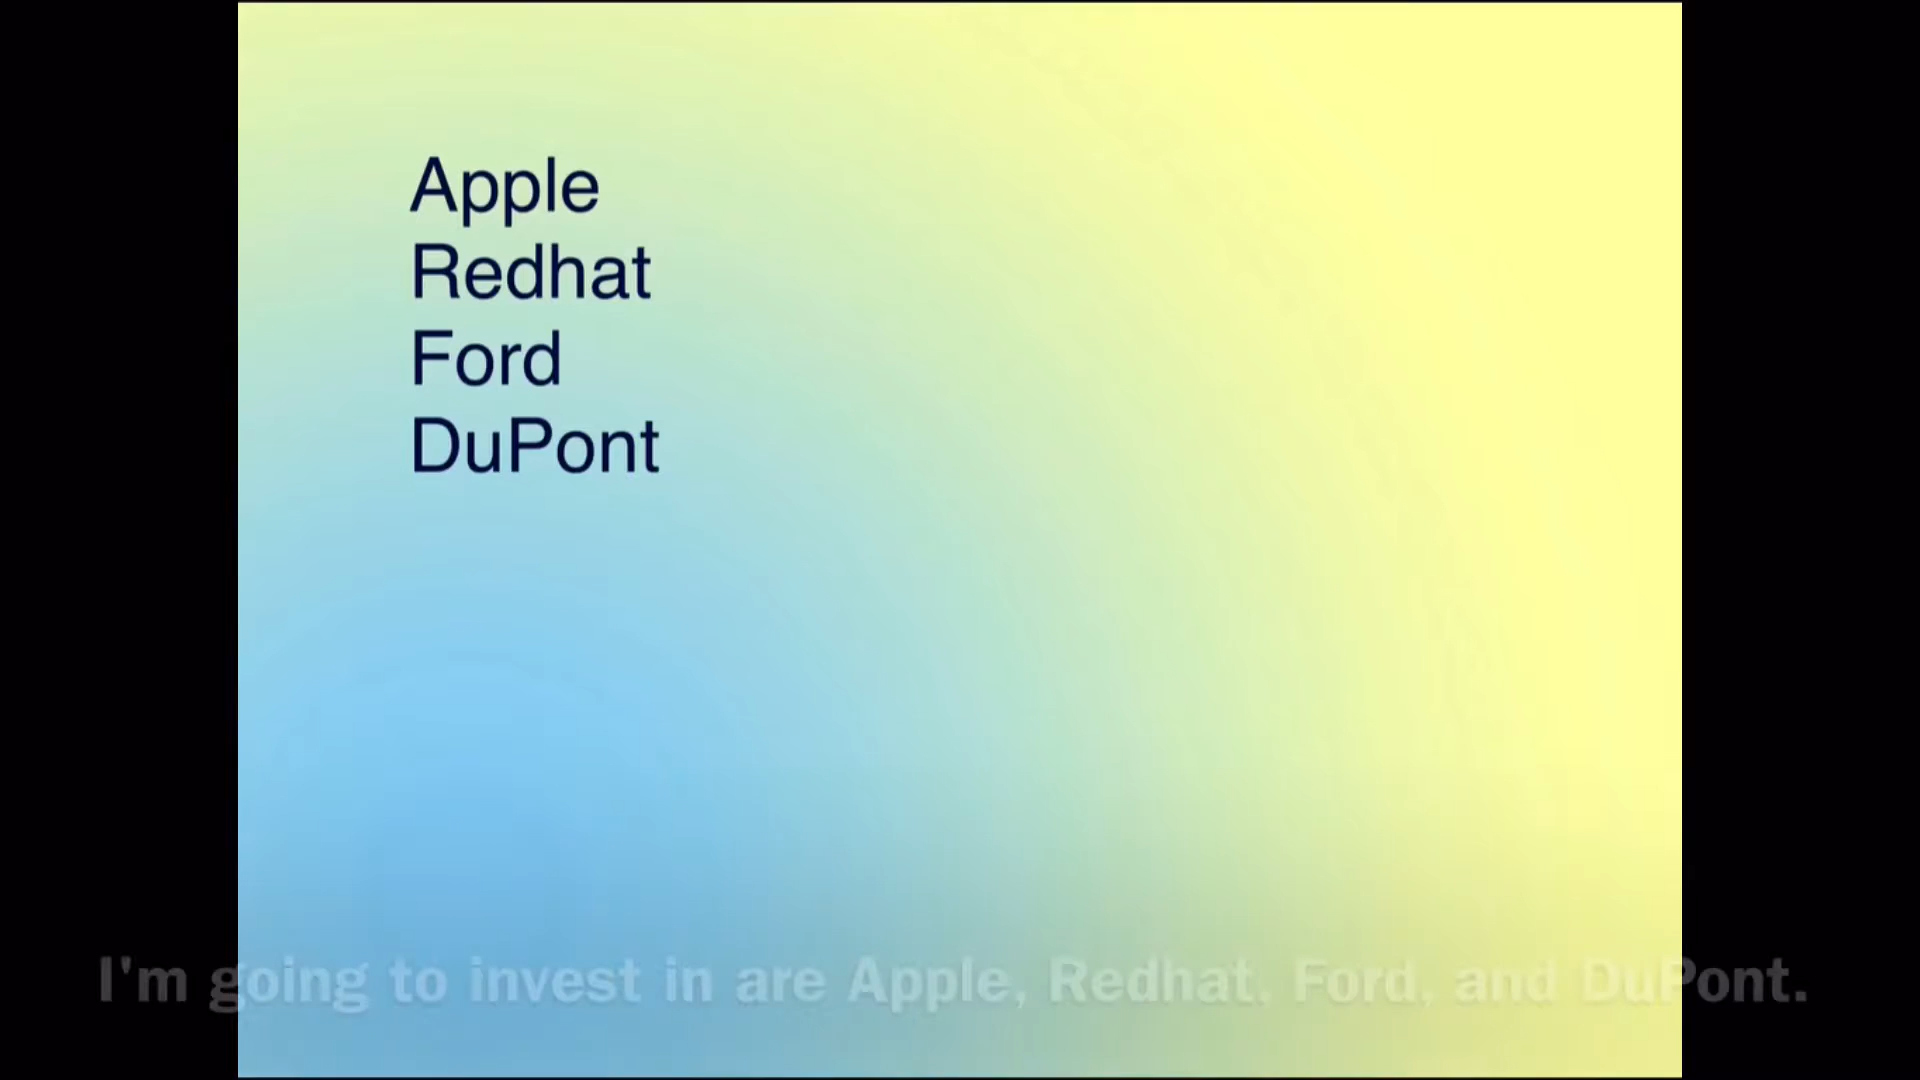 Apple
Redhat
Ford
DuPont
I'm going to invest in are Apple, Redhat, Ford, and DuPont.